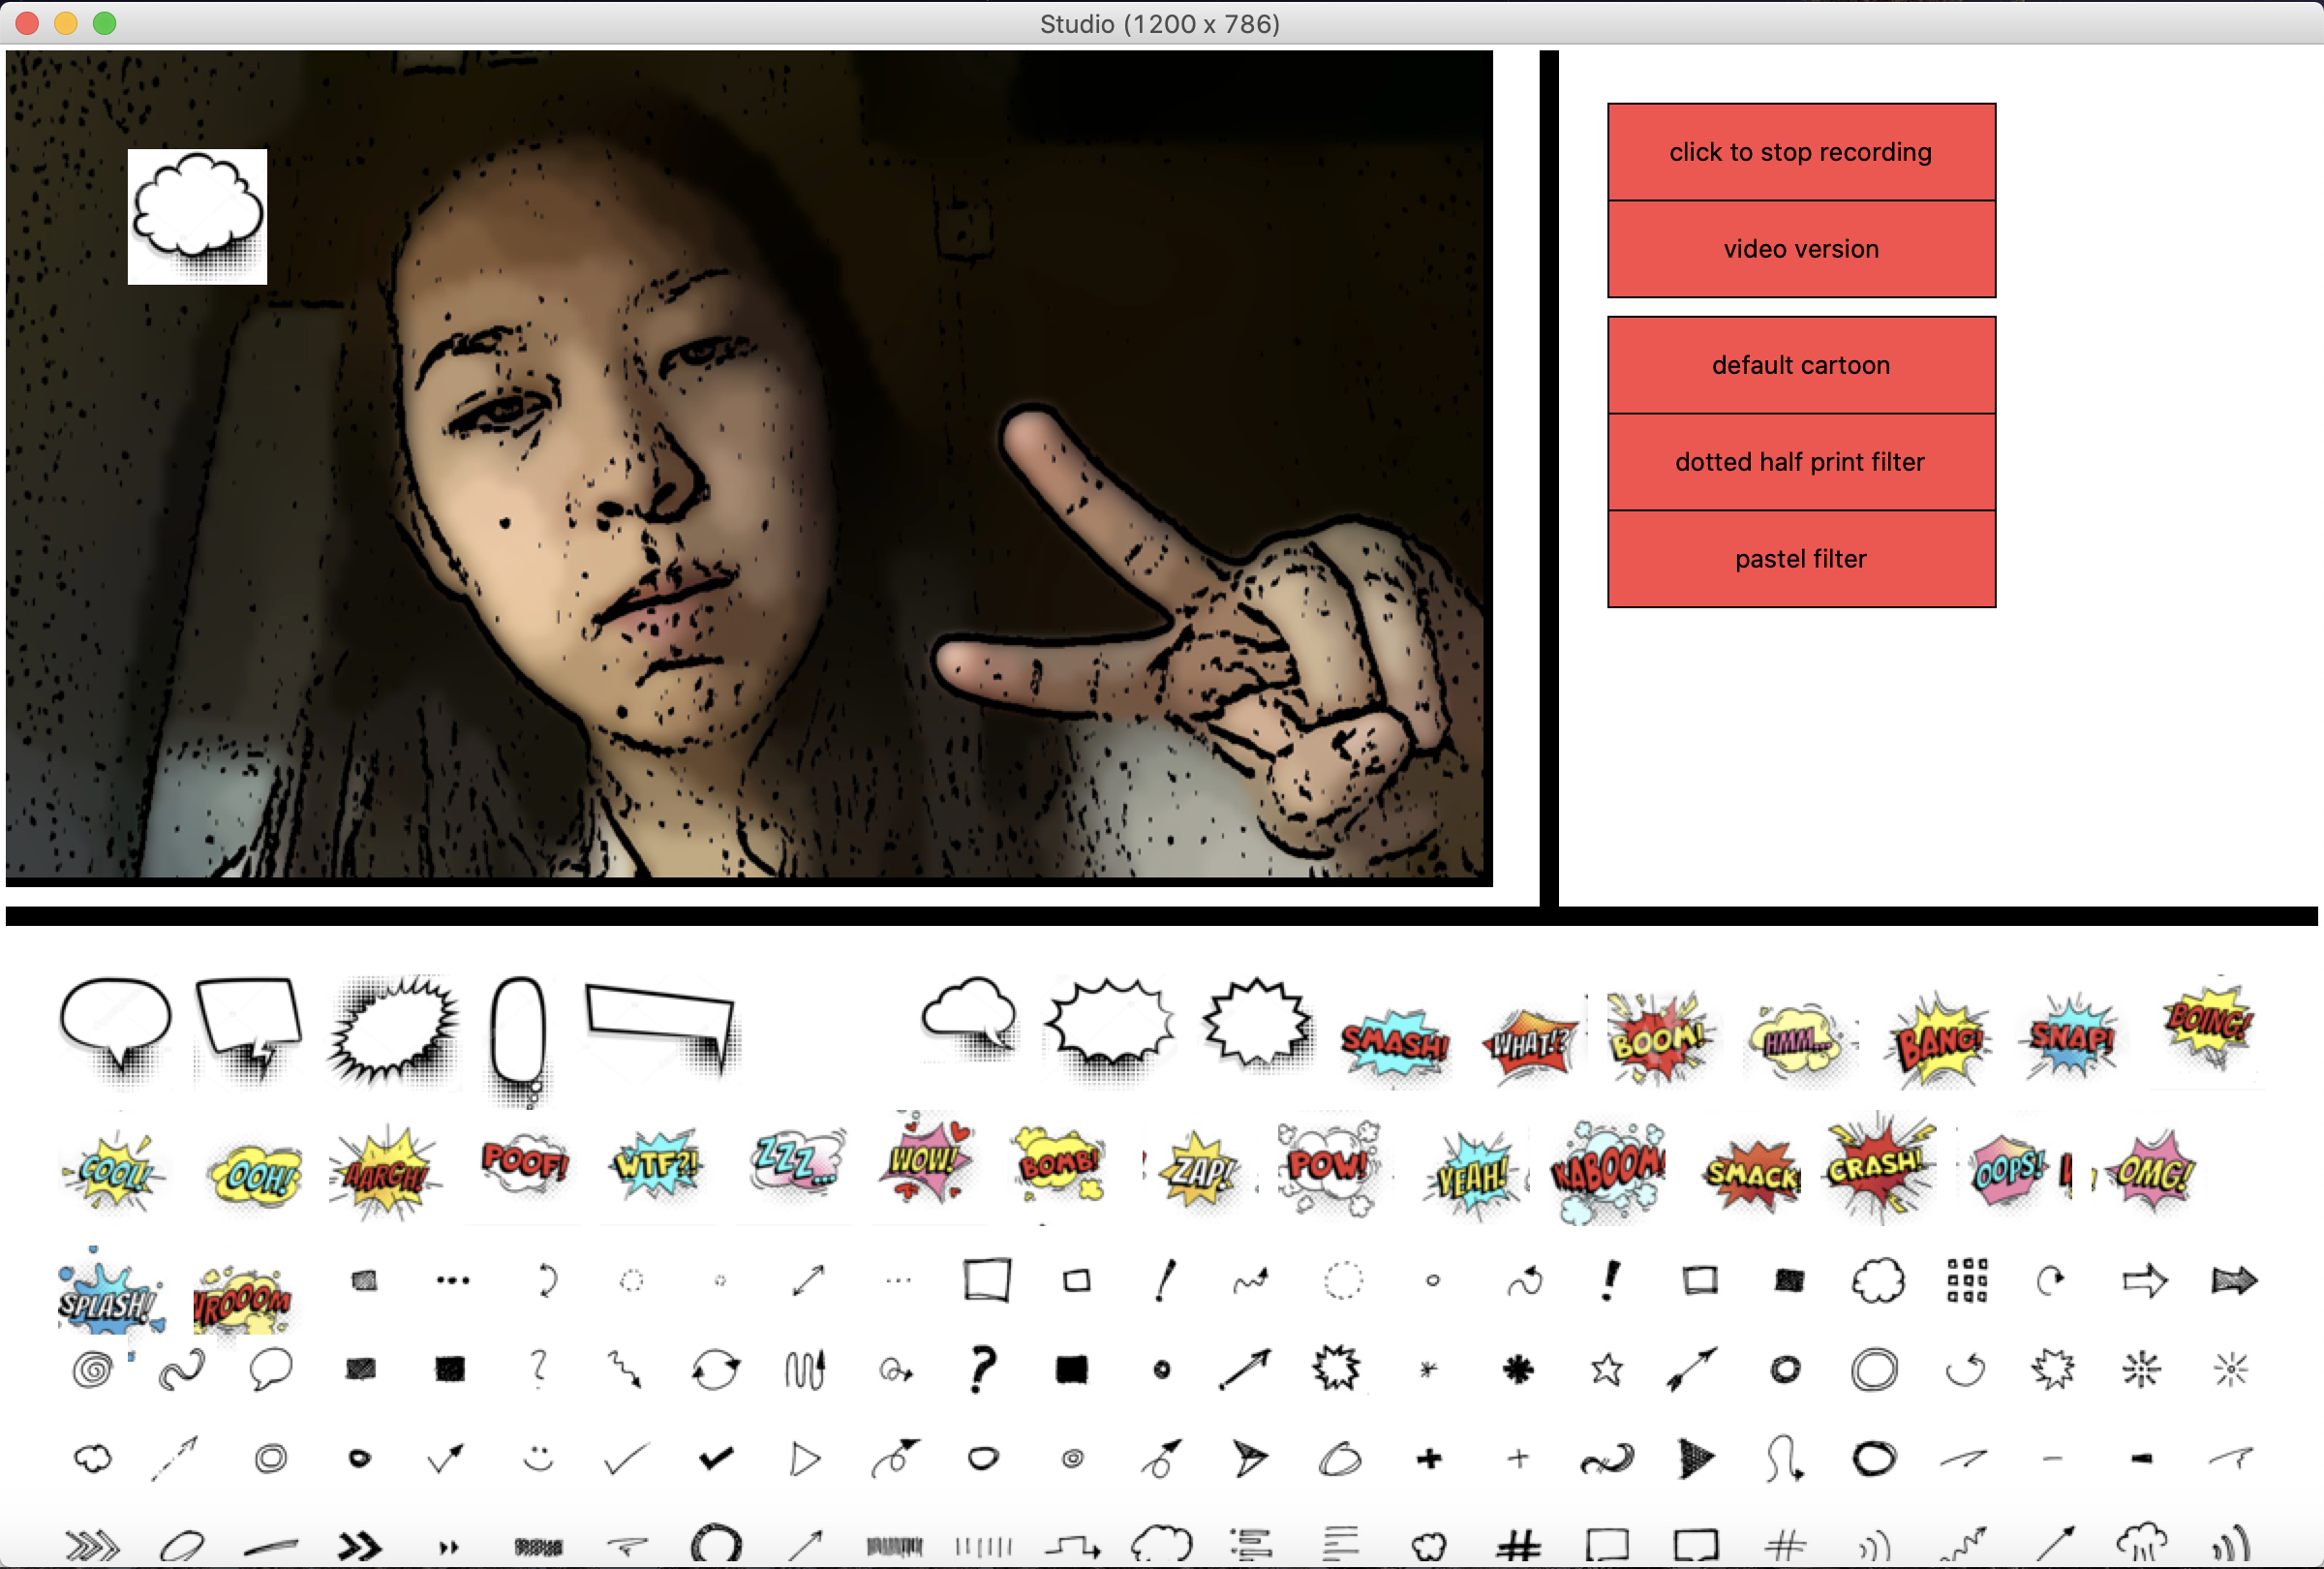 Studio (1200 x 786)
click to stop recording
video version
default cartoon
dotted half print filter
pastel filter
SMASH!
WHAT!?
BOOM!
HMM...
BANG!
SNAP!
BOING!
COOL!
OOH!
AARGH!
POOF!
WTF?!
ZZZ...
WOW!
BOMB!
ZAP!
POW!
YEAH!
KABOOM!
SMACK
CRASH!
OOPS!
OMG!
SPLASH!
VROOOM